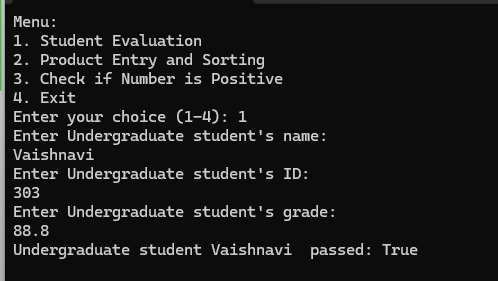 Menu:
1. Student Evaluation
2. Product Entry and Sorting
3. Check if Number is Positive
4. Exit
Enter your choice (1-4): 1
Enter Undergraduate student's name:
Vaishnavi
Enter Undergraduate student's ID:
303
Enter Undergraduate student's grade:
88.8
Undergraduate student Vaishnavi  passed: True